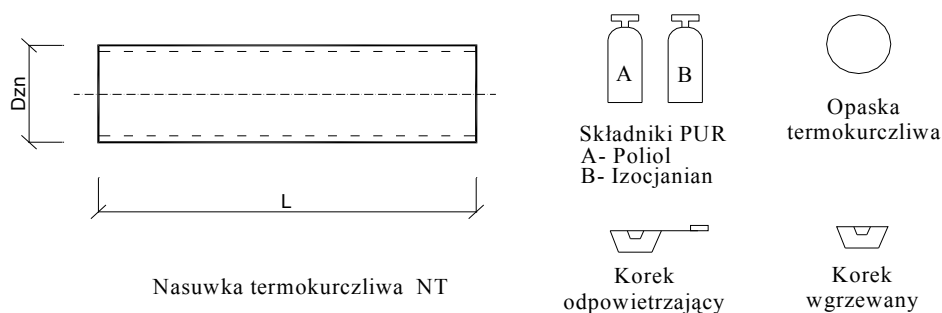 Dzn
L
Nasuwka termokurczliwa NT
A
B
Składniki PUR
A- Poliol
B- Izocjanian
Opaska
termokurczliwa
Korek
odpowietrzający
Korek
wgrzewany